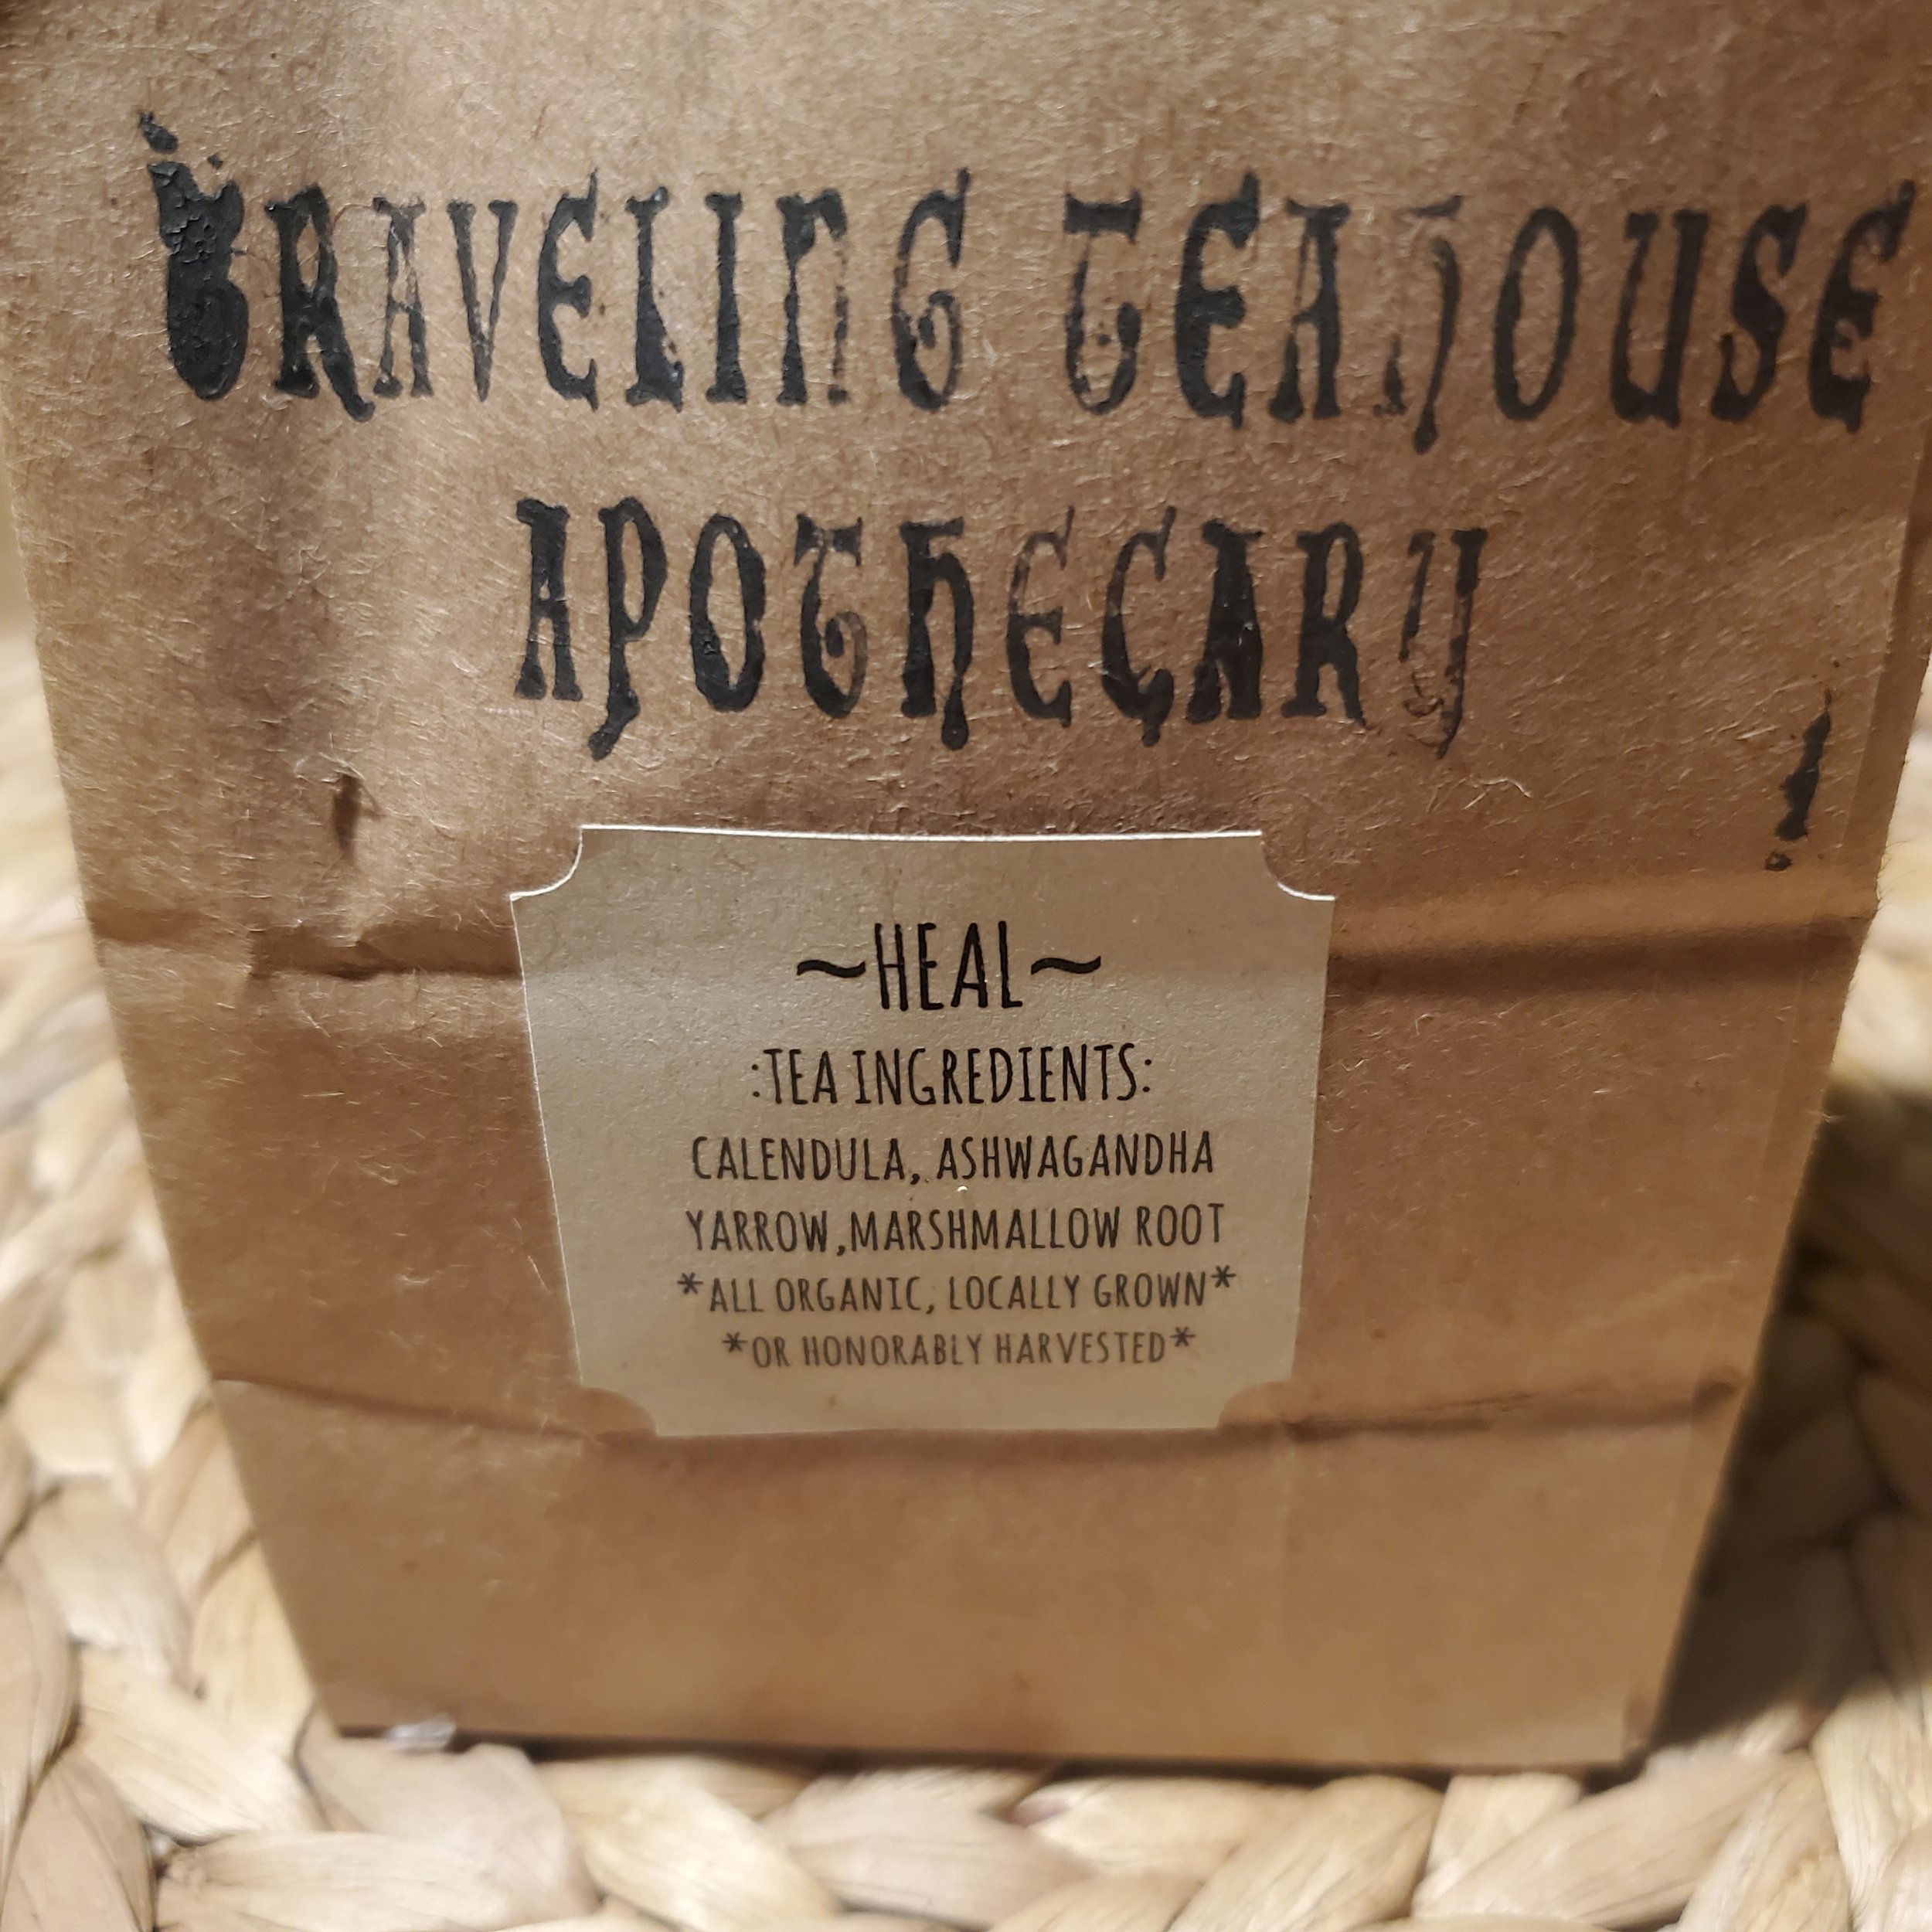 TRAVELING TEAHOUSE
APOTHECARY
~HEAL~
:TEA INGREDIENTS:
CALENDULA, ASHWAGANDHA
YARROW,MARSHMALLOW ROOT
*ALL ORGANIC, LOCALLY GROWN*
*OR HONORABLY HARVESTED*